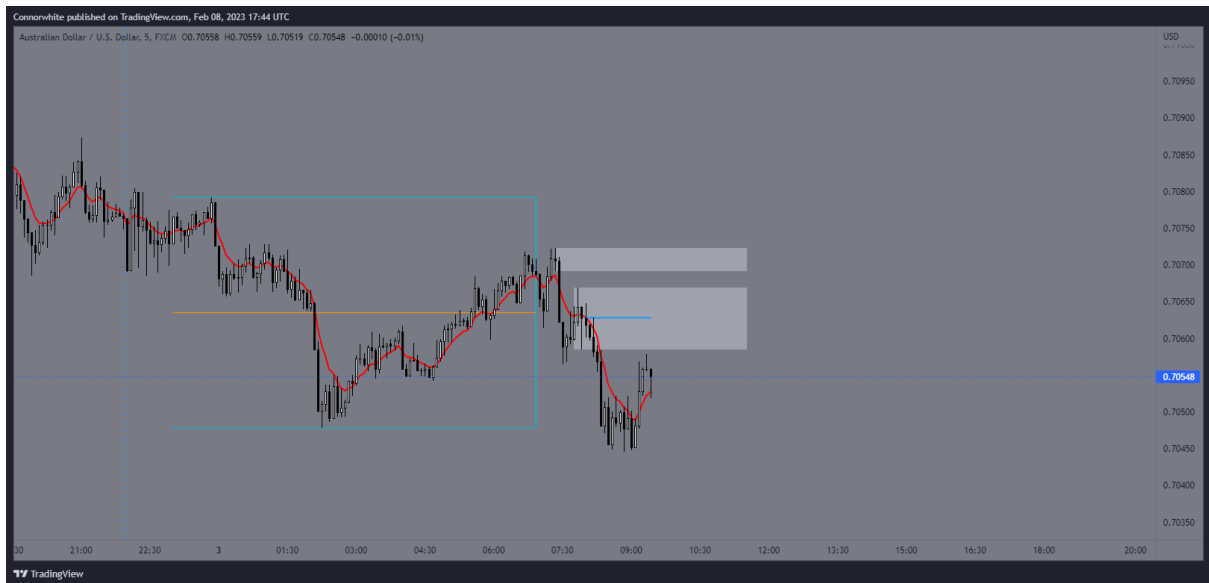 Connorwhite published on TradingView.com, Feb 08, 2023 17:44 UTC
Australian Dollar / U.S. Dollar, 5, FXCM O0.70558 H0.70559 L0.70519 C0.70548 −0.00010 (−0.01%)
USD
0.70950
0.70900
0.70850
0.70800
0.70750
0.70700
0.70650
0.70600
0.70548
0.70500
0.70450
0.70400
0.70350
30 21:00 22:30 3 01:30 03:00 04:30 06:00 07:30 09:00 10:30 12:00 13:30 15:00 16:30 18:00 20:00
TradingView